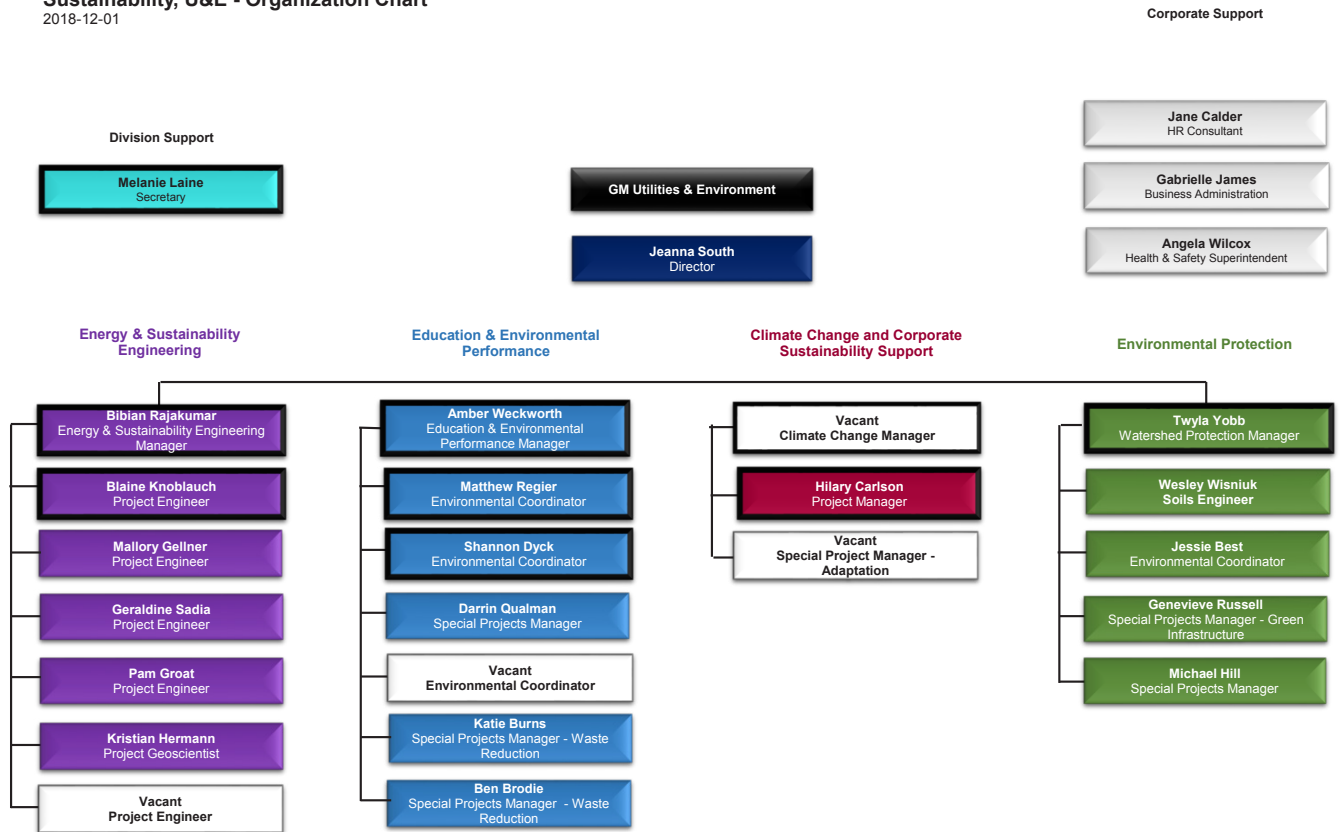 Sustainability, U&E - Organization Chart
2018-12-01
Corporate Support
Jane Calder
HR Consultant
Gabrielle James
Business Administration
Angela Wilcox
Health & Safety Superintendent
Division Support
Melanie Laine
Secretary
GM Utilities & Environment
Jeanna South
Director
Energy & Sustainability
Engineering
Bibian Rajakumar
Energy & Sustainability Engineering
Manager
Blaine Knoblauch
Project Engineer
Mallory Gellner
Project Engineer
Geraldine Sadia
Project Engineer
Pam Groat
Project Engineer
Kristian Hermann
Project Geoscientist
Vacant
Project Engineer
Education & Environmental
Performance
Amber Weckworth
Education & Environmental
Performance Manager
Matthew Regier
Environmental Coordinator
Shannon Dyck
Environmental Coordinator
Darrin Qualman
Special Projects Manager
Vacant
Environmental Coordinator
Katie Burns
Special Projects Manager - Waste
Reduction
Ben Brodie
Special Projects Manager - Waste
Reduction
Climate Change and Corporate
Sustainability Support
Vacant
Climate Change Manager
Hilary Carlson
Project Manager
Vacant
Special Project Manager -
Adaptation
Environmental Protection
Twyla Yobb
Watershed Protection Manager
Wesley Wisniuk
Soils Engineer
Jessie Best
Environmental Coordinator
Genevieve Russell
Special Projects Manager - Green
Infrastructure
Michael Hill
Special Projects Manager